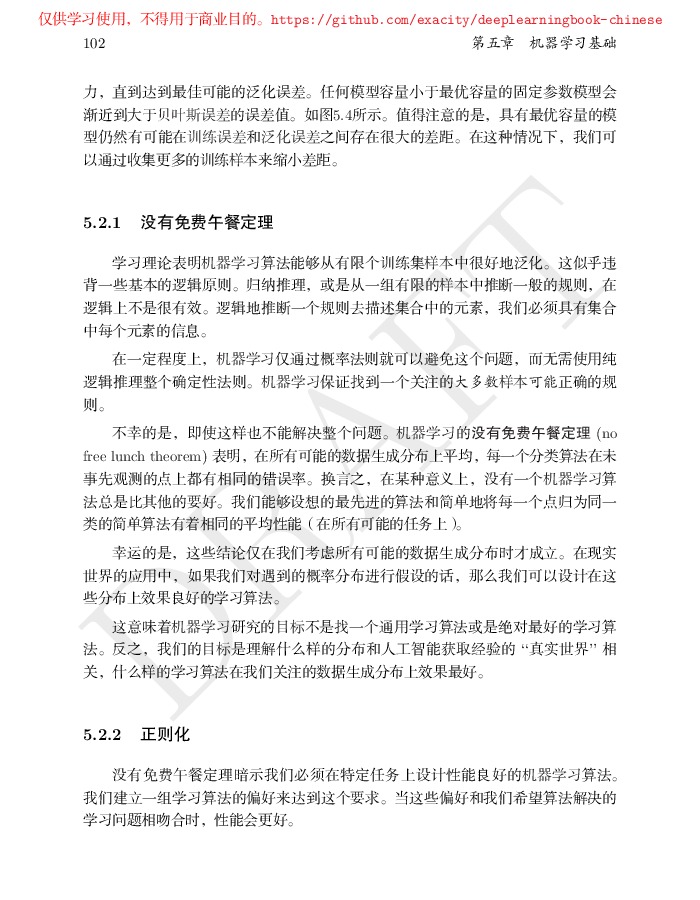 仅供学习使用，不得用于商业目的。https://github.com/exacity/deeplearningbook-chinese
102 第五章 机器学习基础
力，直到达到最佳可能的泛化误差。任何模型容量小于最优容量的固定参数模型会
渐近到大于贝叶斯误差的误差值。如图5.4所示。值得注意的是，具有最优容量的模
型仍然有可能在训练误差和泛化误差之间存在很大的差距。在这种情况下，我们可
以通过收集更多的训练样本来缩小差距。
5.2.1 没有免费午餐定理
学习理论表明机器学习算法能够从有限个训练集样本中很好地泛化。这似乎违
背一些基本的逻辑原则。归纳推理，或是从一组有限的样本中推断一般的规则，在
逻辑上不是很有效。逻辑地推断一个规则去描述集合中的元素，我们必须具有集合
中每个元素的信息。
在一定程度上，机器学习仅通过概率法则就可以避免这个问题，而无需使用纯
逻辑推理整个确定性法则。机器学习保证找到一个关注的大多数样本可能正确的规
则。
不幸的是，即使这样也不能解决整个问题。机器学习的没有免费午餐定理 (no
free lunch theorem) 表明，在所有可能的数据生成分布上平均，每一个分类算法在未
事先观测的点上都有相同的错误率。换言之，在某种意义上，没有一个机器学习算
法总是比其他的要好。我们能够设想的最先进的算法和简单地将每一个点归为同一
类的简单算法有着相同的平均性能（在所有可能的任务上）。
幸运的是，这些结论仅在我们考虑所有可能的数据生成分布时才成立。在现实
世界的应用中，如果我们对遇到的概率分布进行假设的话，那么我们可以设计在这
些分布上效果良好的学习算法。
这意味着机器学习研究的目标不是找一个通用学习算法或是绝对最好的学习算
法。反之，我们的目标是理解什么样的分布和人工智能获取经验的 “真实世界” 相
关，什么样的学习算法在我们关注的数据生成分布上效果最好。
5.2.2 正则化
没有免费午餐定理暗示我们必须在特定任务上设计性能良好的机器学习算法。
我们建立一组学习算法的偏好来达到这个要求。当这些偏好和我们希望算法解决的
学习问题相吻合时，性能会更好。
DRAFT